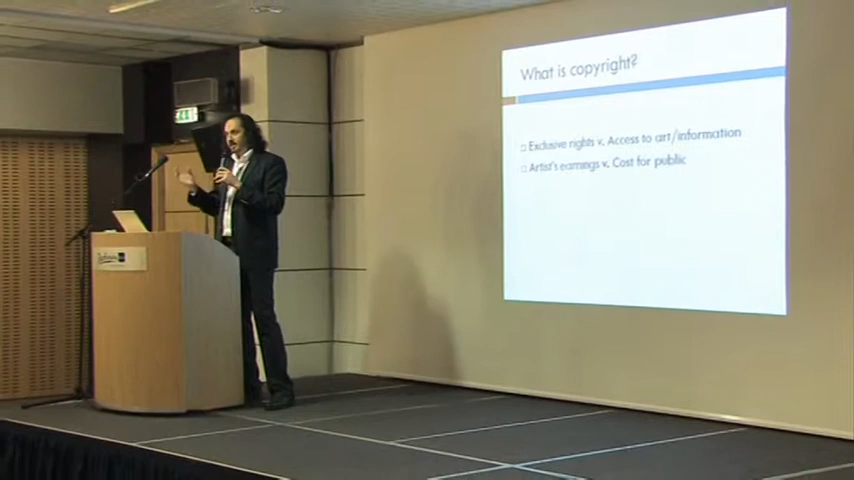 What is copyright?
Exclusive rights v. Access to art/information
Artist's earnings v. Cost for public